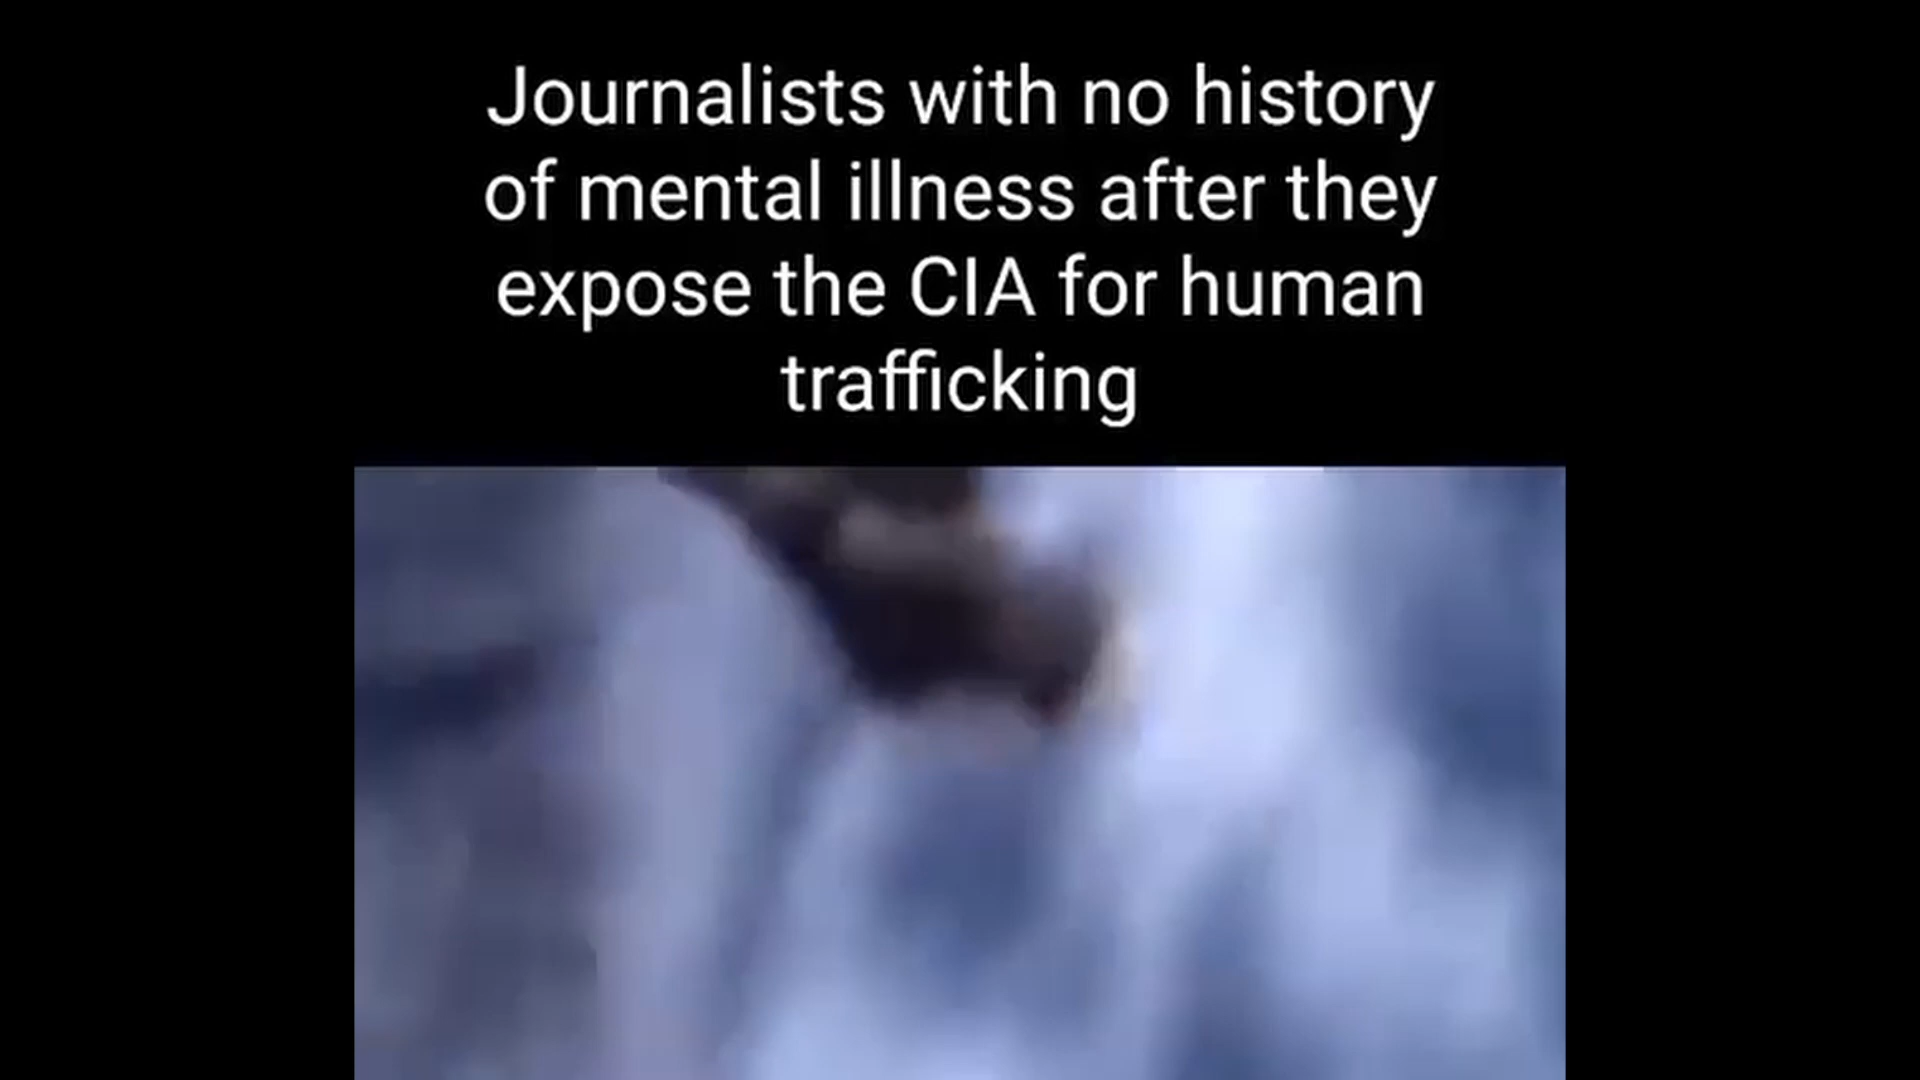 Journalists with no history
of mental illness after they
expose the CIA for human
trafficking